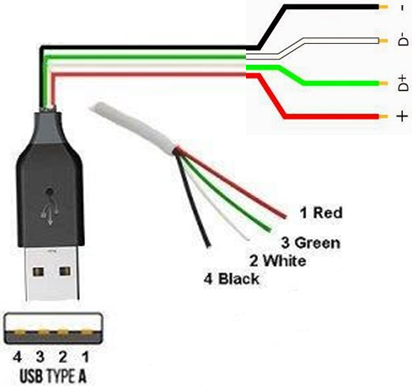 -
D-
D+
+
1 Red
3 Green
2 White
4 Black
4 3 2 1
USB TYPE A